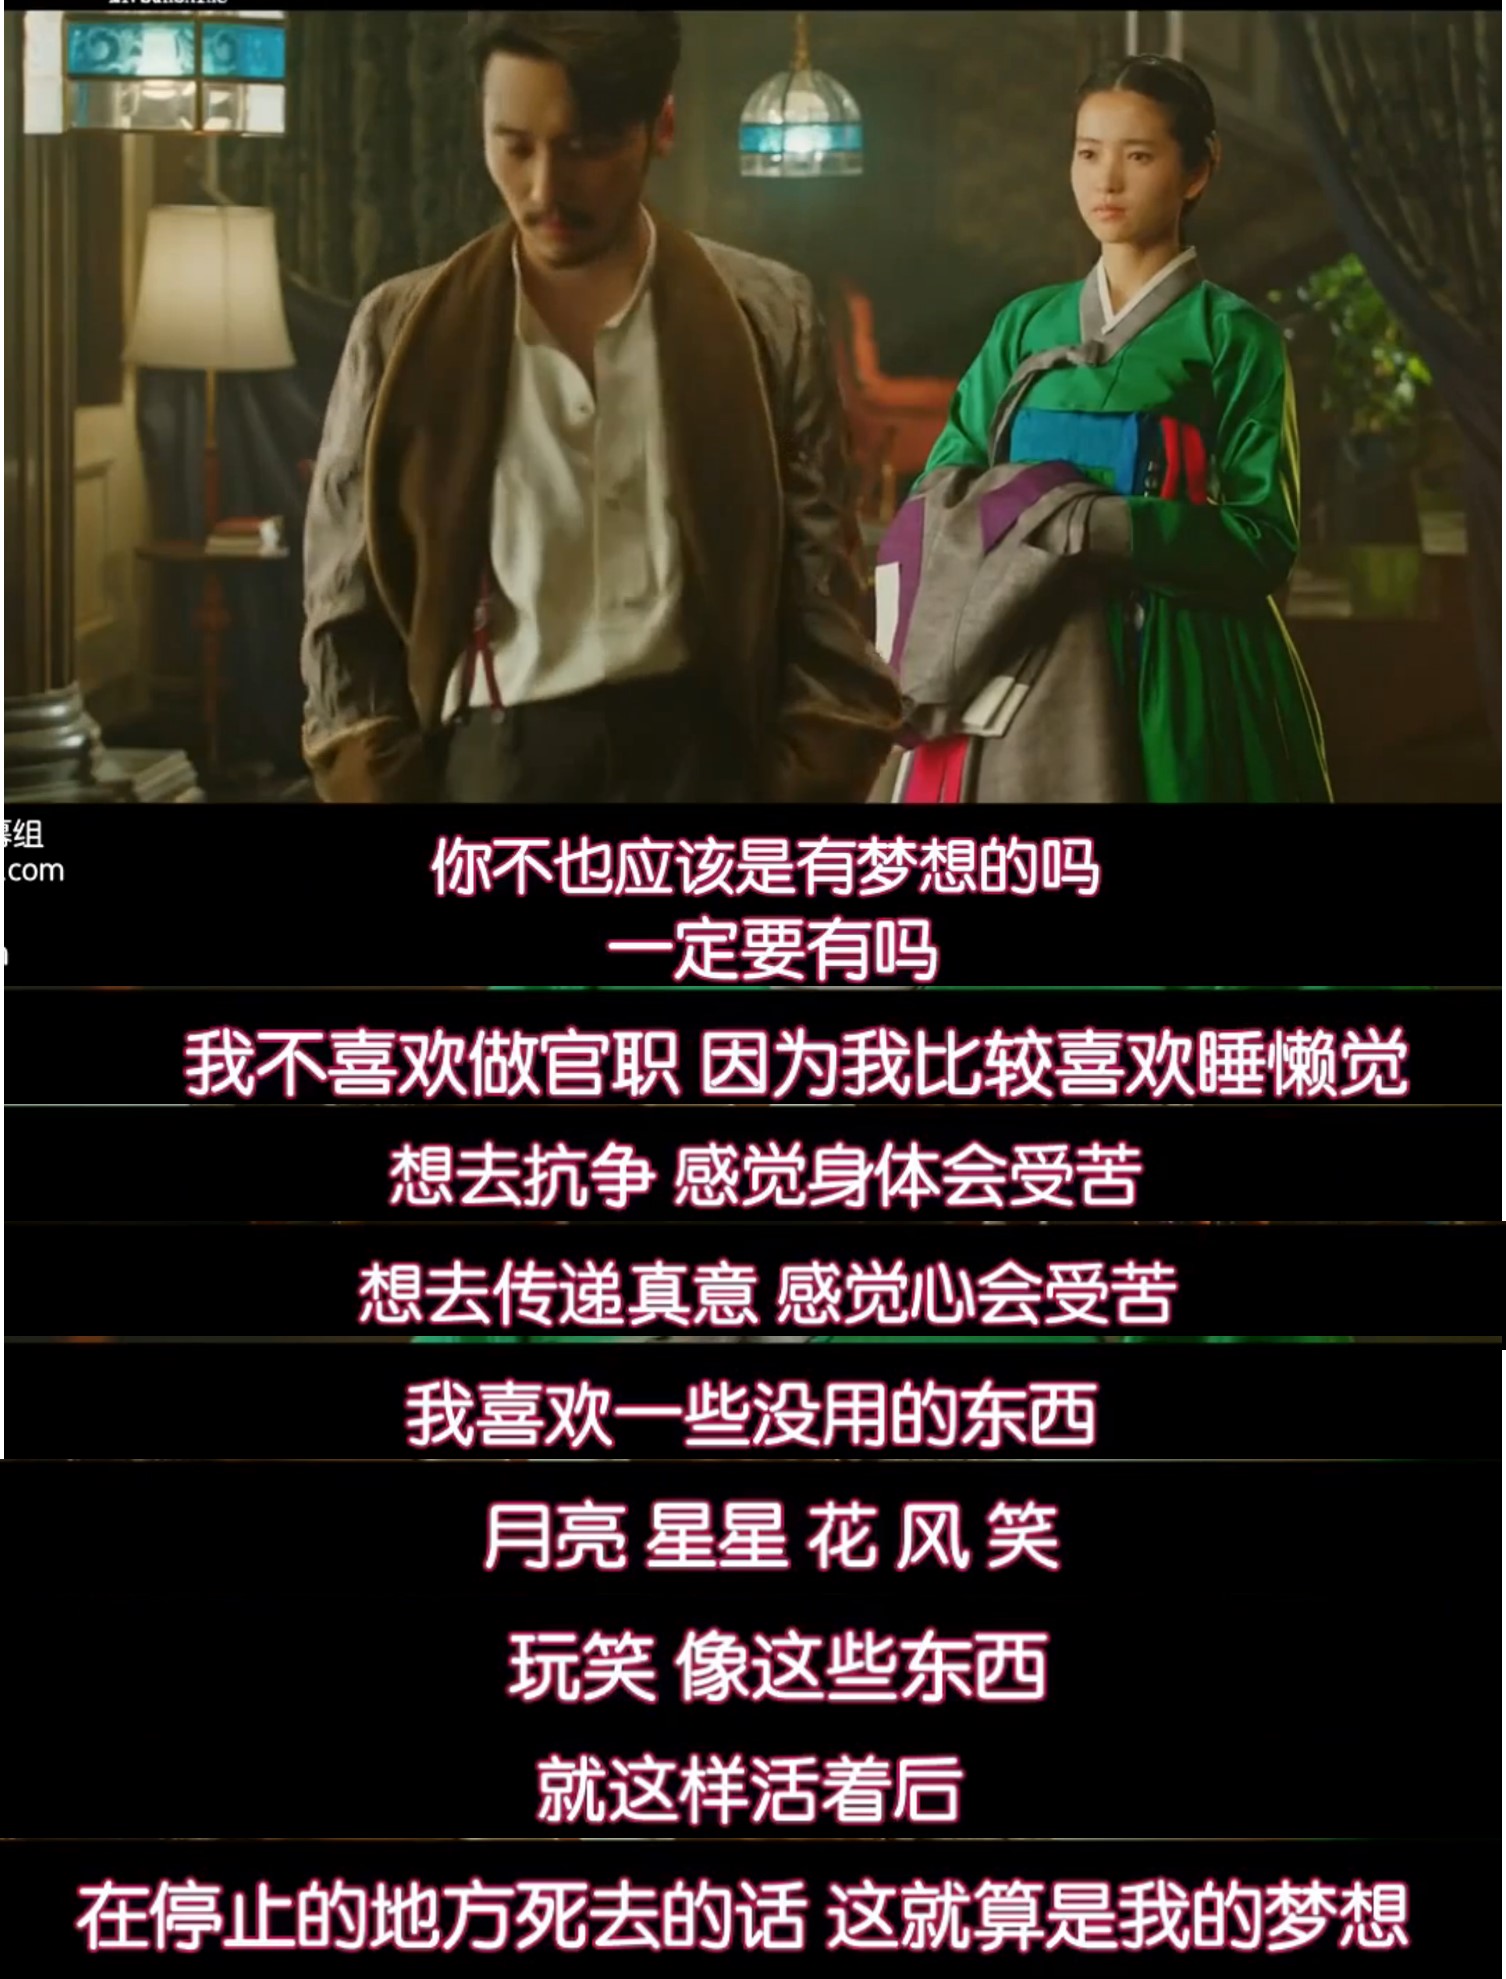 幕组
.com
你不也应该是有梦想的吗
一定要有吗
我不喜欢做官职 因为我比较喜欢睡懒觉
想去抗争 感觉身体会受苦
想去传递真意 感觉心会受苦
我喜欢一些没用的东西
月亮 星星 花 风 笑
玩笑 像这些东西
就这样活着后
在停止的地方死去的话 这就算是我的梦想